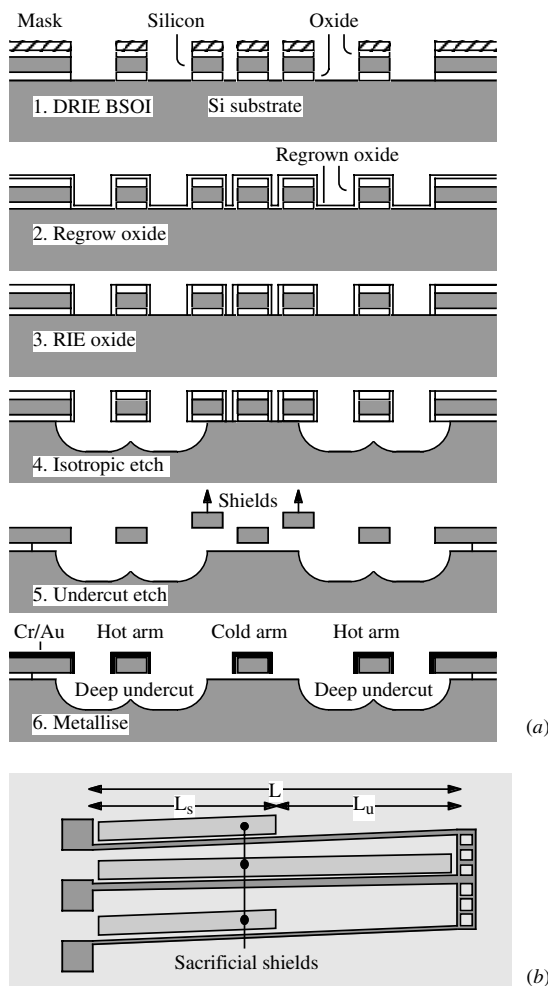 Mask Silicon Oxide
1. DRIE BSOI Si substrate
Regrown oxide
2. Regrow oxide
3. RIE oxide
4. Isotropic etch
Shields
5. Undercut etch
Cr/Au Hot arm Cold arm Hot arm
Deep undercut Deep undercut
6. Metallise
(a)
L
Ls Lu
Sacrificial shields
(b)